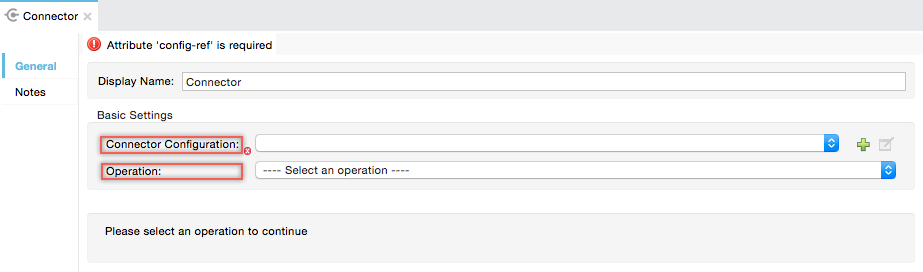 Connector
Attribute 'config-ref' is required
General
Notes
Display Name: Connector
Basic Settings
Connector Configuration:
Operation: ---- Select an operation ----
Please select an operation to continue